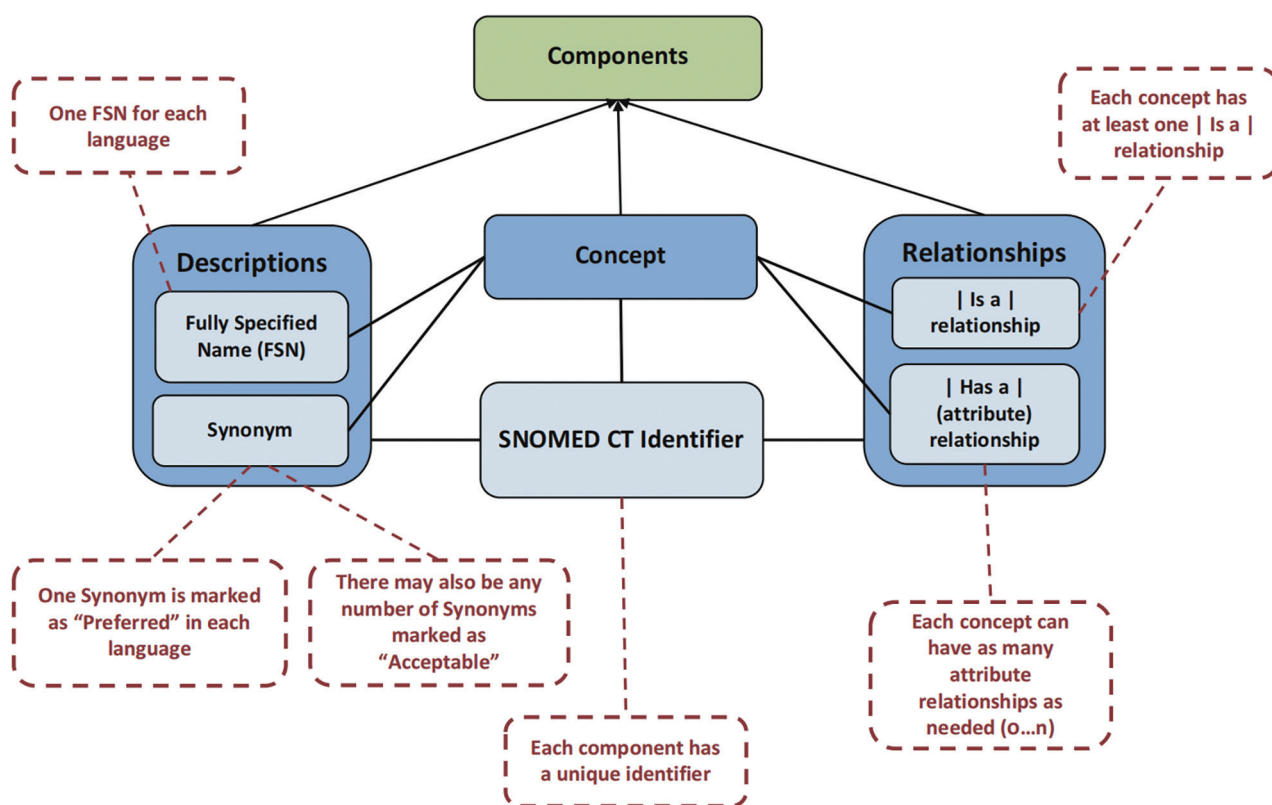 Components
One FSN for each
language
Each concept has
at least one | Is a |
relationship
Descriptions
Concept
Relationships
Fully Specified
Name (FSN)
| Is a |
relationship
Synonym
SNOMED CT Identifier
| Has a |
(attribute)
relationship
One Synonym is marked
as “Preferred” in each
language
There may also be any
number of Synonyms
marked as
“Acceptable”
Each component has
a unique identifier
Each concept can
have as many
attribute
relationships as
needed (0...n)